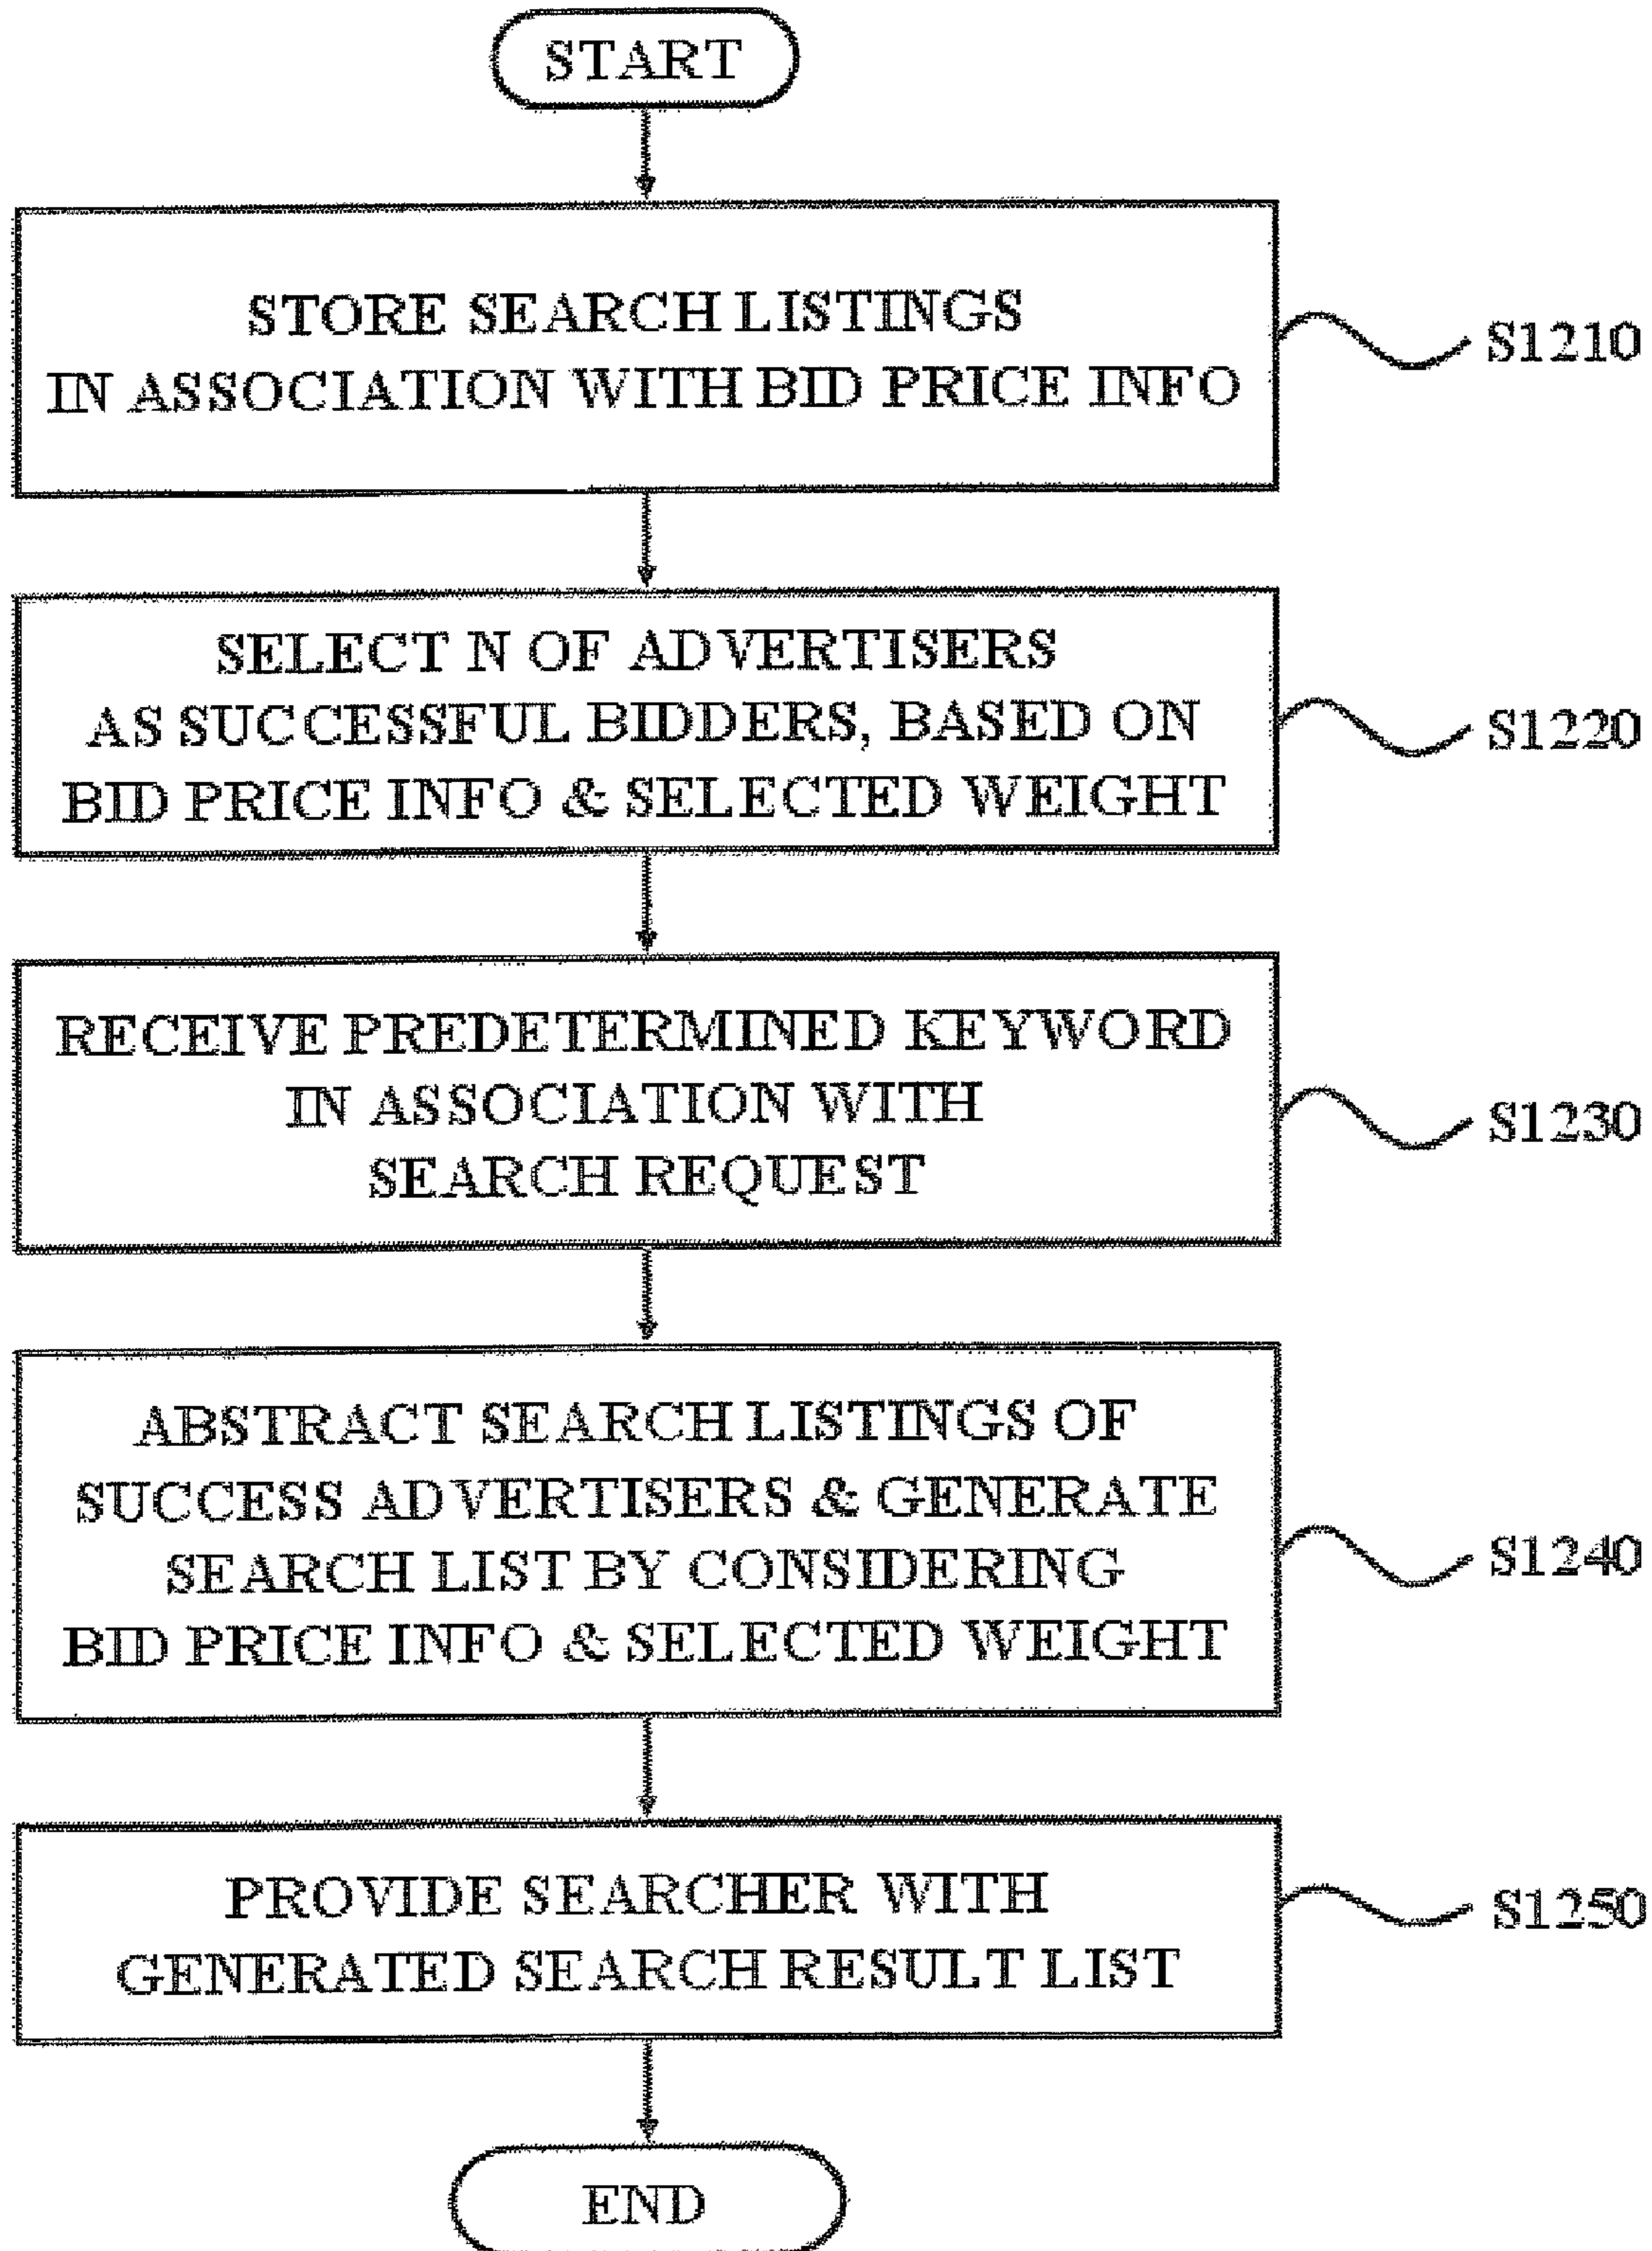 START
STORE SEARCH LISTINGS
IN ASSOCIATION WITH BID PRICE INFO
S1210
SELECT N OF ADVERTISERS
AS SUCCESSFUL BIDDERS, BASED ON
BID PRICE INFO & SELECTED WEIGHT
S1220
RECEIVE PREDETERMINED KEYWORD
IN ASSOCIATION WITH
SEARCH REQUEST
S1230
ABSTRACT SEARCH LISTINGS OF
SUCCESS ADVERTISERS & GENERATE
SEARCH LIST BY CONSIDERING
BID PRICE INFO & SELECTED WEIGHT
S1240
PROVIDE SEARCHER WITH
GENERATED SEARCH RESULT LIST
S1250
END